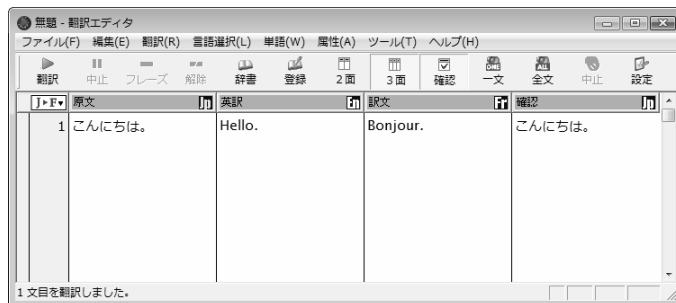 無題 - 翻訳エディタ
ファイル(F) 編集(E) 翻訳(R) 言語選択(L) 単語(W) 属性(A) ツール(T) ヘルプ(H)
翻訳 中止 フレーズ 解除 辞書 登録 2面 3面 確認 一文 全文 中止 設定
J▸F▾ 原文 英訳 訳文 確認
1 こんにちは。 Hello. Bonjour. こんにちは。
1 文目を翻訳しました。